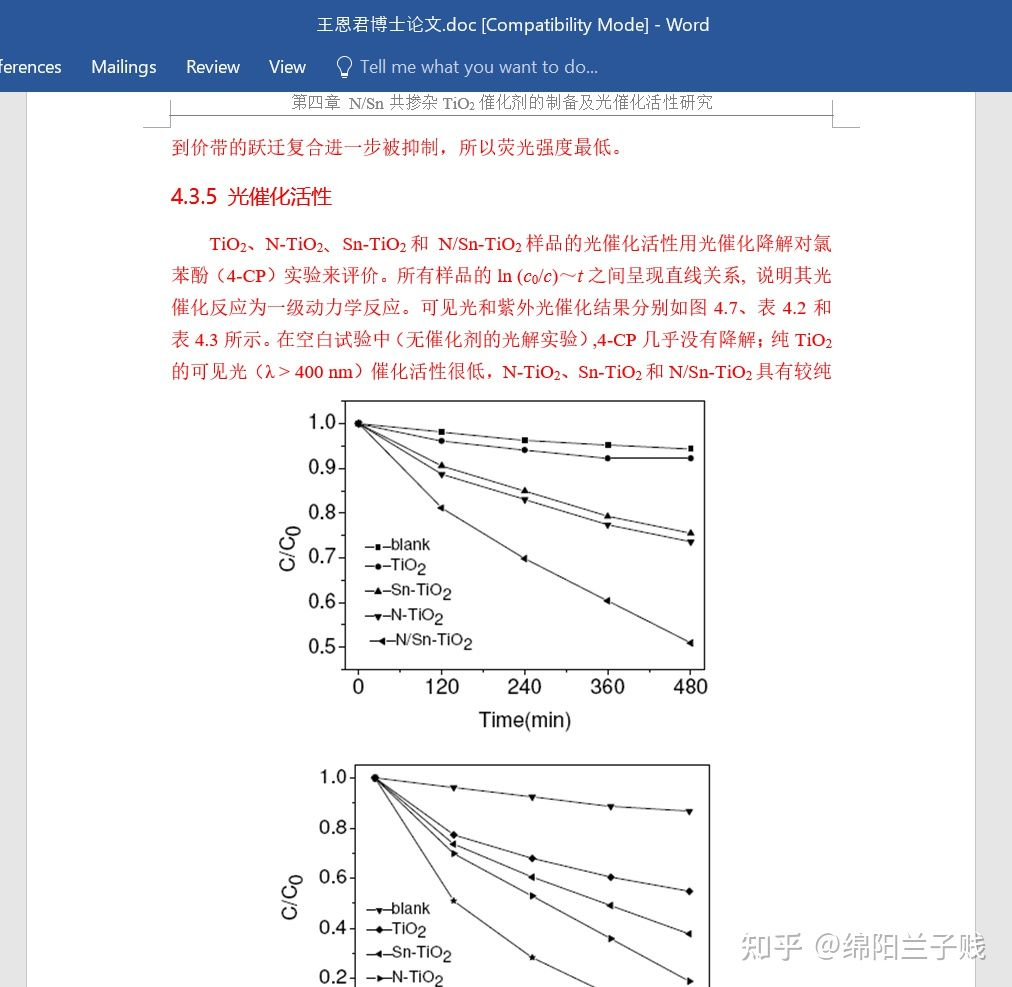 王恩君博士论文.doc [Compatibility Mode] - Word
ferences Mailings Review View Tell me what you want to do...
第四章 N/Sn 共掺杂 TiO2 催化剂的制备及光催化活性研究
到价带的跃迁复合进一步被抑制，所以荧光强度最低。
4.3.5 光催化活性
TiO2、N-TiO2、Sn-TiO2 和 N/Sn-TiO2 样品的光催化活性用光催化降解对氯
苯酚（4-CP）实验来评价。所有样品的 ln (c0/c)～t 之间呈现直线关系, 说明其光
催化反应为一级动力学反应。可见光和紫外光催化结果分别如图 4.7、表 4.2 和
表 4.3 所示。在空白试验中（无催化剂的光解实验）,4-CP 几乎没有降解；纯 TiO2
的可见光（λ > 400 nm）催化活性很低，N-TiO2、Sn-TiO2 和 N/Sn-TiO2 具有较纯
1.0
0.9
0.8
0.7
0.6
0.5
C/C0
blank
TiO2
Sn-TiO2
N-TiO2
N/Sn-TiO2
0 120 240 360 480
Time(min)
1.0
0.8
0.6
0.4
0.2
C/C0
blank
TiO2
Sn-TiO2
N-TiO2
知乎 @绵阳兰子贱